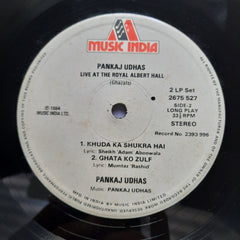 MUSIC INDIA
PANKAJ UDHAS
LIVE AT THE ROYAL ALBERT HALL
(Ghazals)
℗ 1984
MUSIC INDIA LTD.
2 LP Set
2675 527
SIDE-2
LONG PLAY
33⅓ RPM
STEREO
Record No: 2393 996
1. KHUDA KA SHUKRA HAI
Lyric: Sheikh 'Adam' Aboowala
2. GHATA KO ZULF
Lyric: Mumtaz 'Rashid'
PANKAJ UDHAS
Music: PANKAJ UDHAS